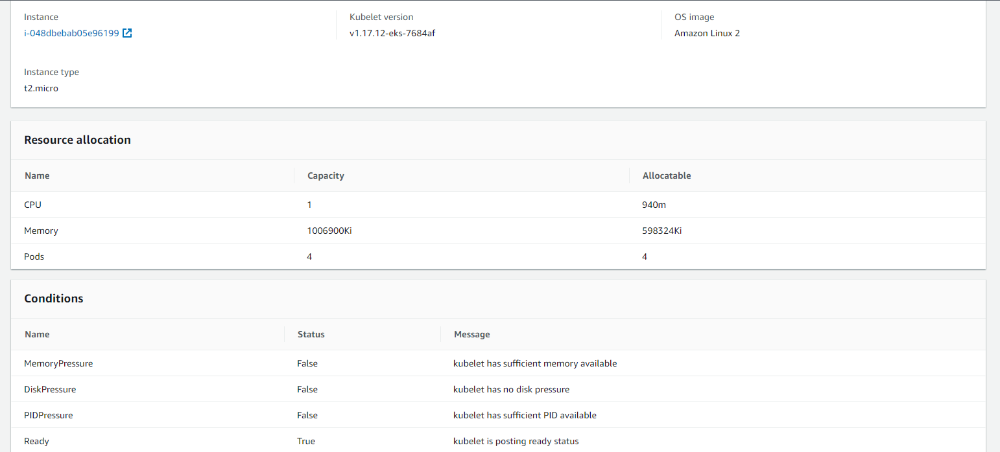 Instance Kubelet version OS image
i-048dbebab05e96199 v1.17.12-eks-7684af Amazon Linux 2
Instance type
t2.micro
Resource allocation
Name Capacity Allocatable
CPU 1 940m
Memory 1006900Ki 598324Ki
Pods 4 4
Conditions
Name Status Message
MemoryPressure False kubelet has sufficient memory available
DiskPressure False kubelet has no disk pressure
PIDPressure False kubelet has sufficient PID available
Ready True kubelet is posting ready status